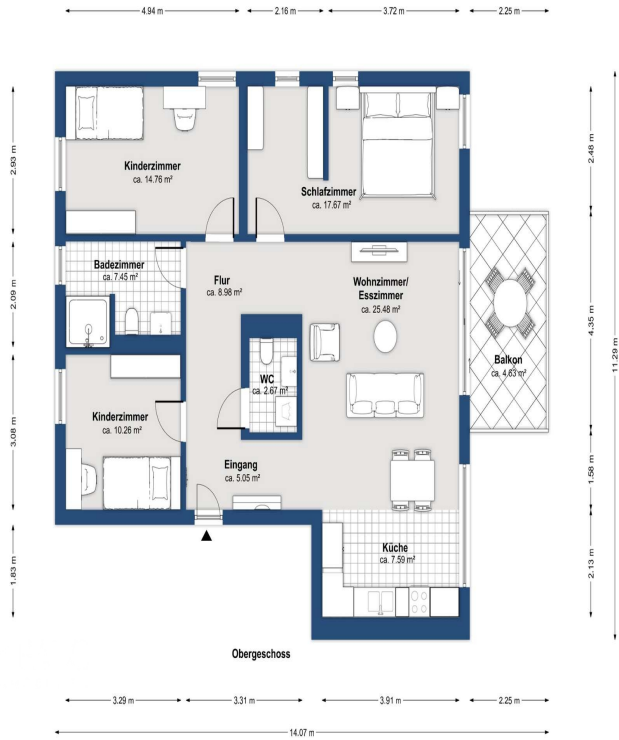 4.94 m
2.16 m
3.72 m
2.25 m
2.93 m
2.09 m
3.08 m
1.83 m
2.48 m
4.35 m
1.58 m
2.13 m
11.29 m
Kinderzimmer
ca. 14.76 m²
Schlafzimmer
ca. 17.67 m²
Badezimmer
ca. 7.45 m²
Flur
ca. 8.98 m²
Wohnzimmer/
Esszimmer
ca. 25.48 m²
Balkon
ca. 4,63 m²
WC
ca. 2.67 m²
Kinderzimmer
ca. 10.26 m²
Eingang
ca. 5.05 m²
Küche
ca. 7.59 m²
Obergeschoss
3.29 m
3.31 m
3.91 m
2.25 m
14.07 m